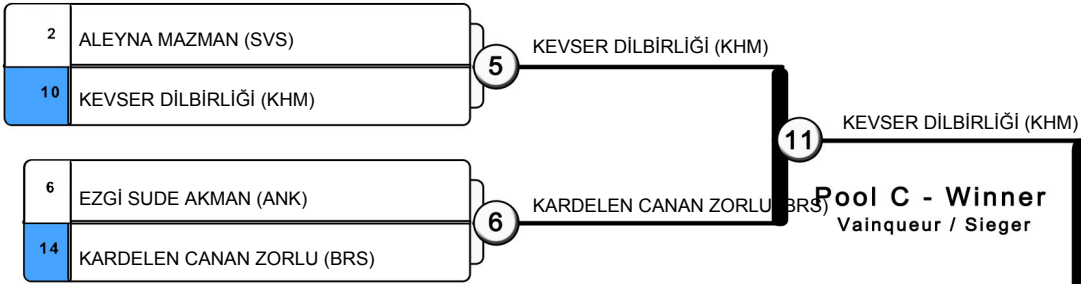 2 ALEYNA MAZMAN (SVS)
10 KEVSER DİLBİRLİĞİ (KHM)
5
KEVSER DİLBİRLİĞİ (KHM)
6 EZGİ SUDE AKMAN (ANK)
14 KARDELEN CANAN ZORLU (BRS)
6
KARDELEN CANAN ZORLU (BRS)
11
KEVSER DİLBİRLİĞİ (KHM)
Pool C - Winner
Vainqueur / Sieger